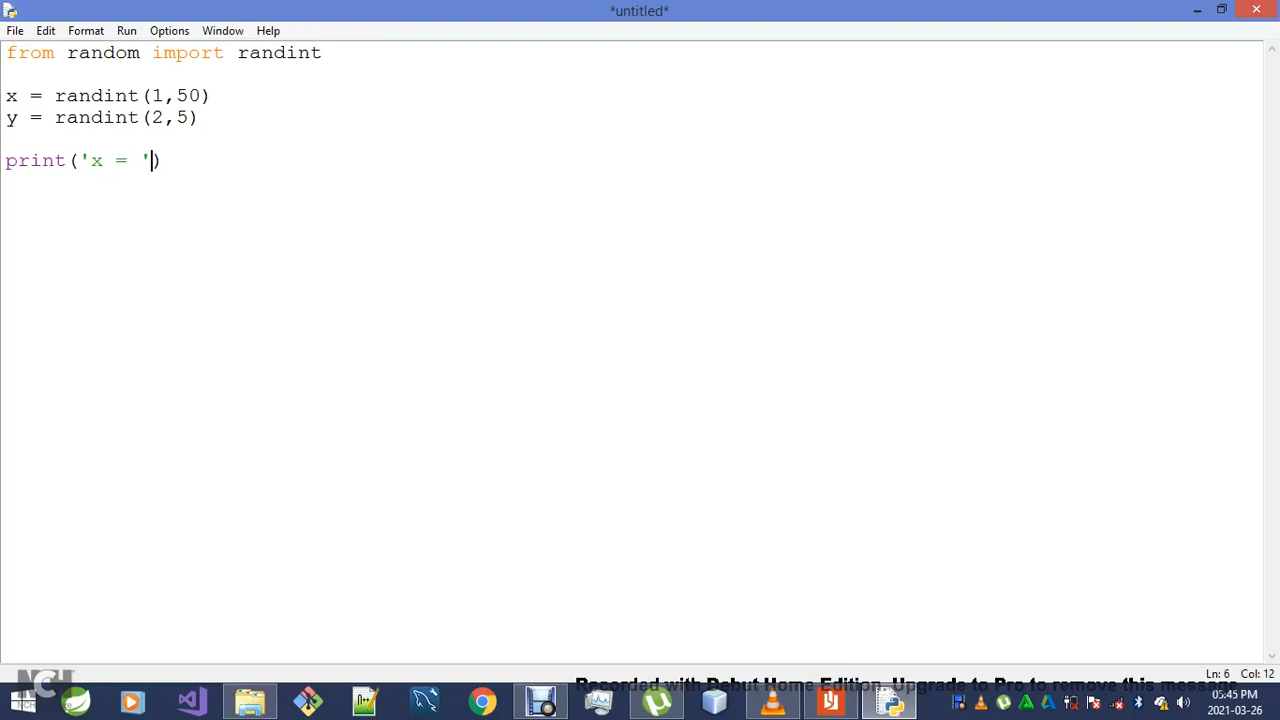 *untitled*
File Edit Format Run Options Window Help
from random import randint
x = randint(1,50)
y = randint(2,5)
print('x = ')
Ln: 6 Col: 12
NCH
Recorded with Debut Home Edition. Upgrade to Pro to remove this message.
NCH
05:45 PM
2021-03-26